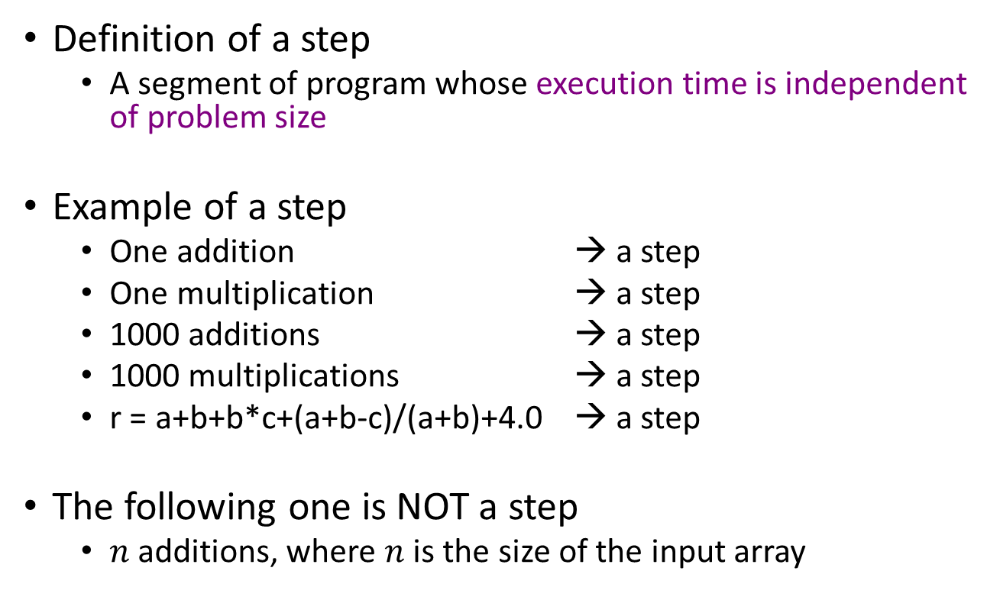 • Definition of a step
• A segment of program whose execution time is independent
of problem size
• Example of a step
• One addition → a step
• One multiplication → a step
• 1000 additions → a step
• 1000 multiplications → a step
• r = a+b+b*c+(a+b-c)/(a+b)+4.0 → a step
• The following one is NOT a step
• 𝑛 additions, where 𝑛 is the size of the input array